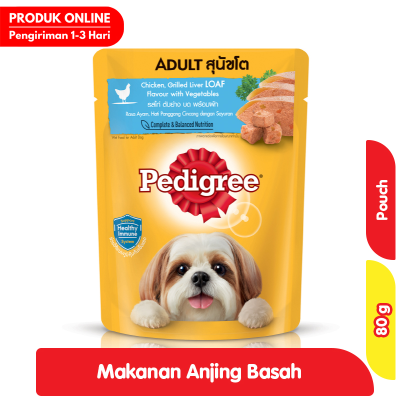 PRODUK ONLINE
Pengiriman 1-3 Hari
ADULT สุนัขโต
Chicken, Grilled Liver LOAF
Flavour with Vegetables
รสไก่ ตับย่าง บด พร้อมผัก
Rasa Ayam, Hati Panggang Cincang dengan Sayuran
Complete & Balanced Nutrition
Pedigree
Healthy
Immune
System
Pouch
80g
Makanan Anjing Basah